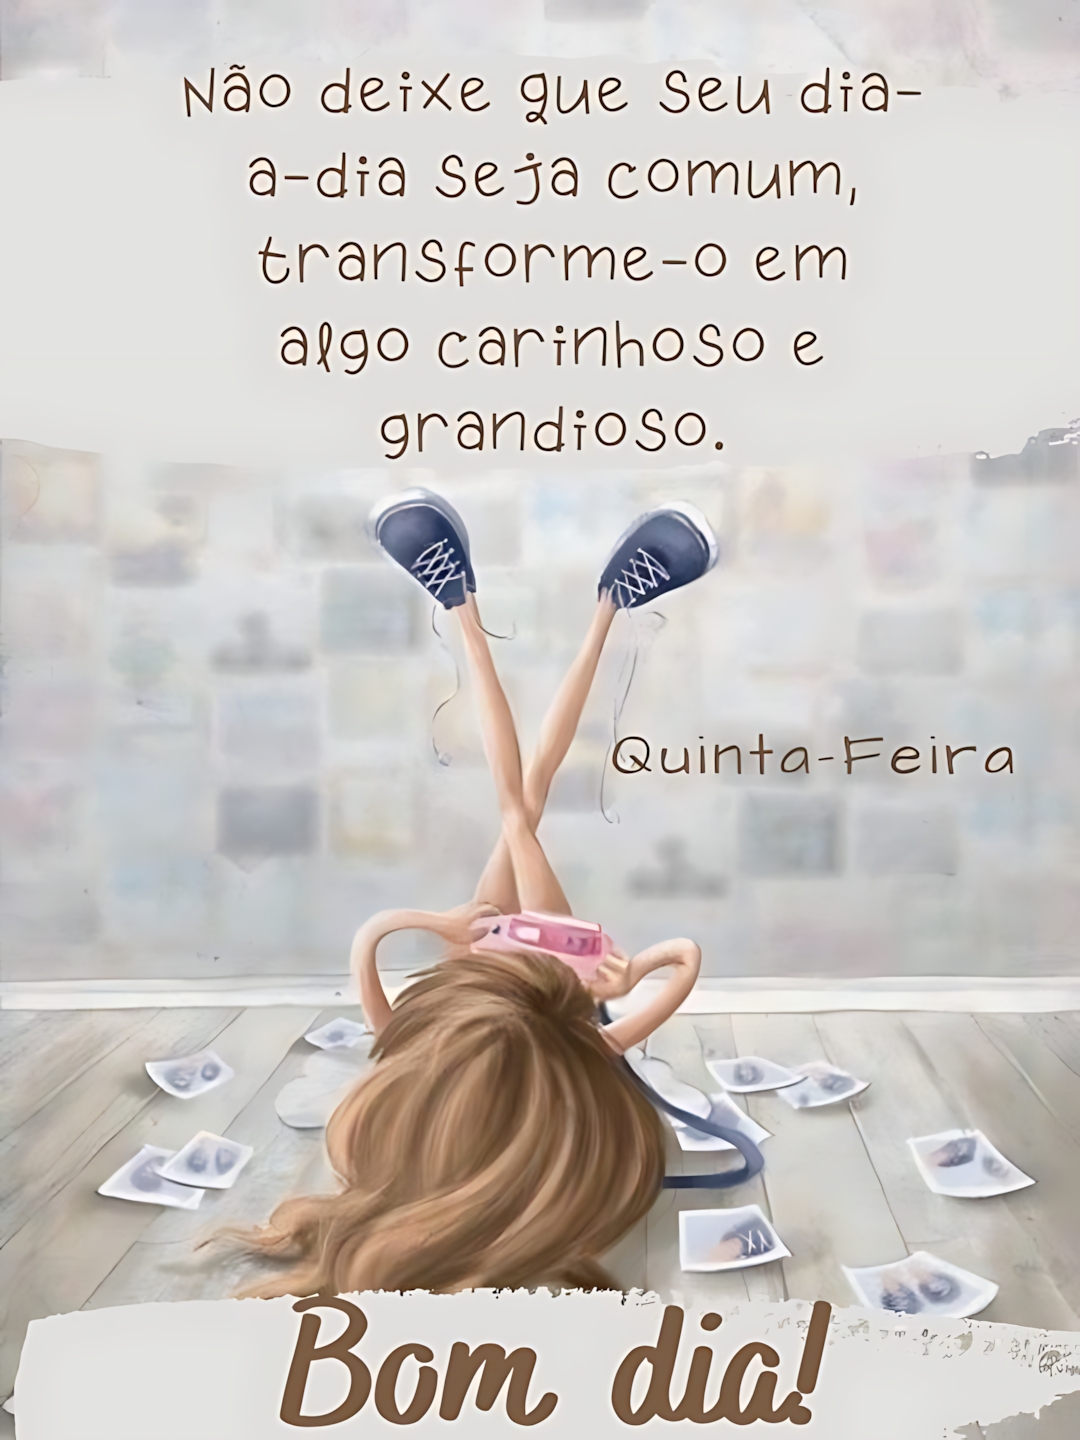 Não deixe que seu dia-
a-dia seja comum,
transforme-o em
algo carinhoso e
grandioso.
Quinta-Feira
Bom dia!